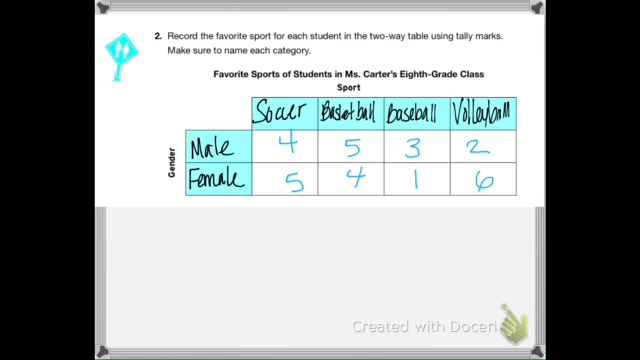 2. Record the favorite sport for each student in the two-way table using tally marks.
Make sure to name each category.
Favorite Sports of Students in Ms. Carter's Eighth-Grade Class
Sport
Soccer Basketball Baseball Volleyball
Gender
Male 4 5 3 2
Female 5 4 1 6
Created with Doceri